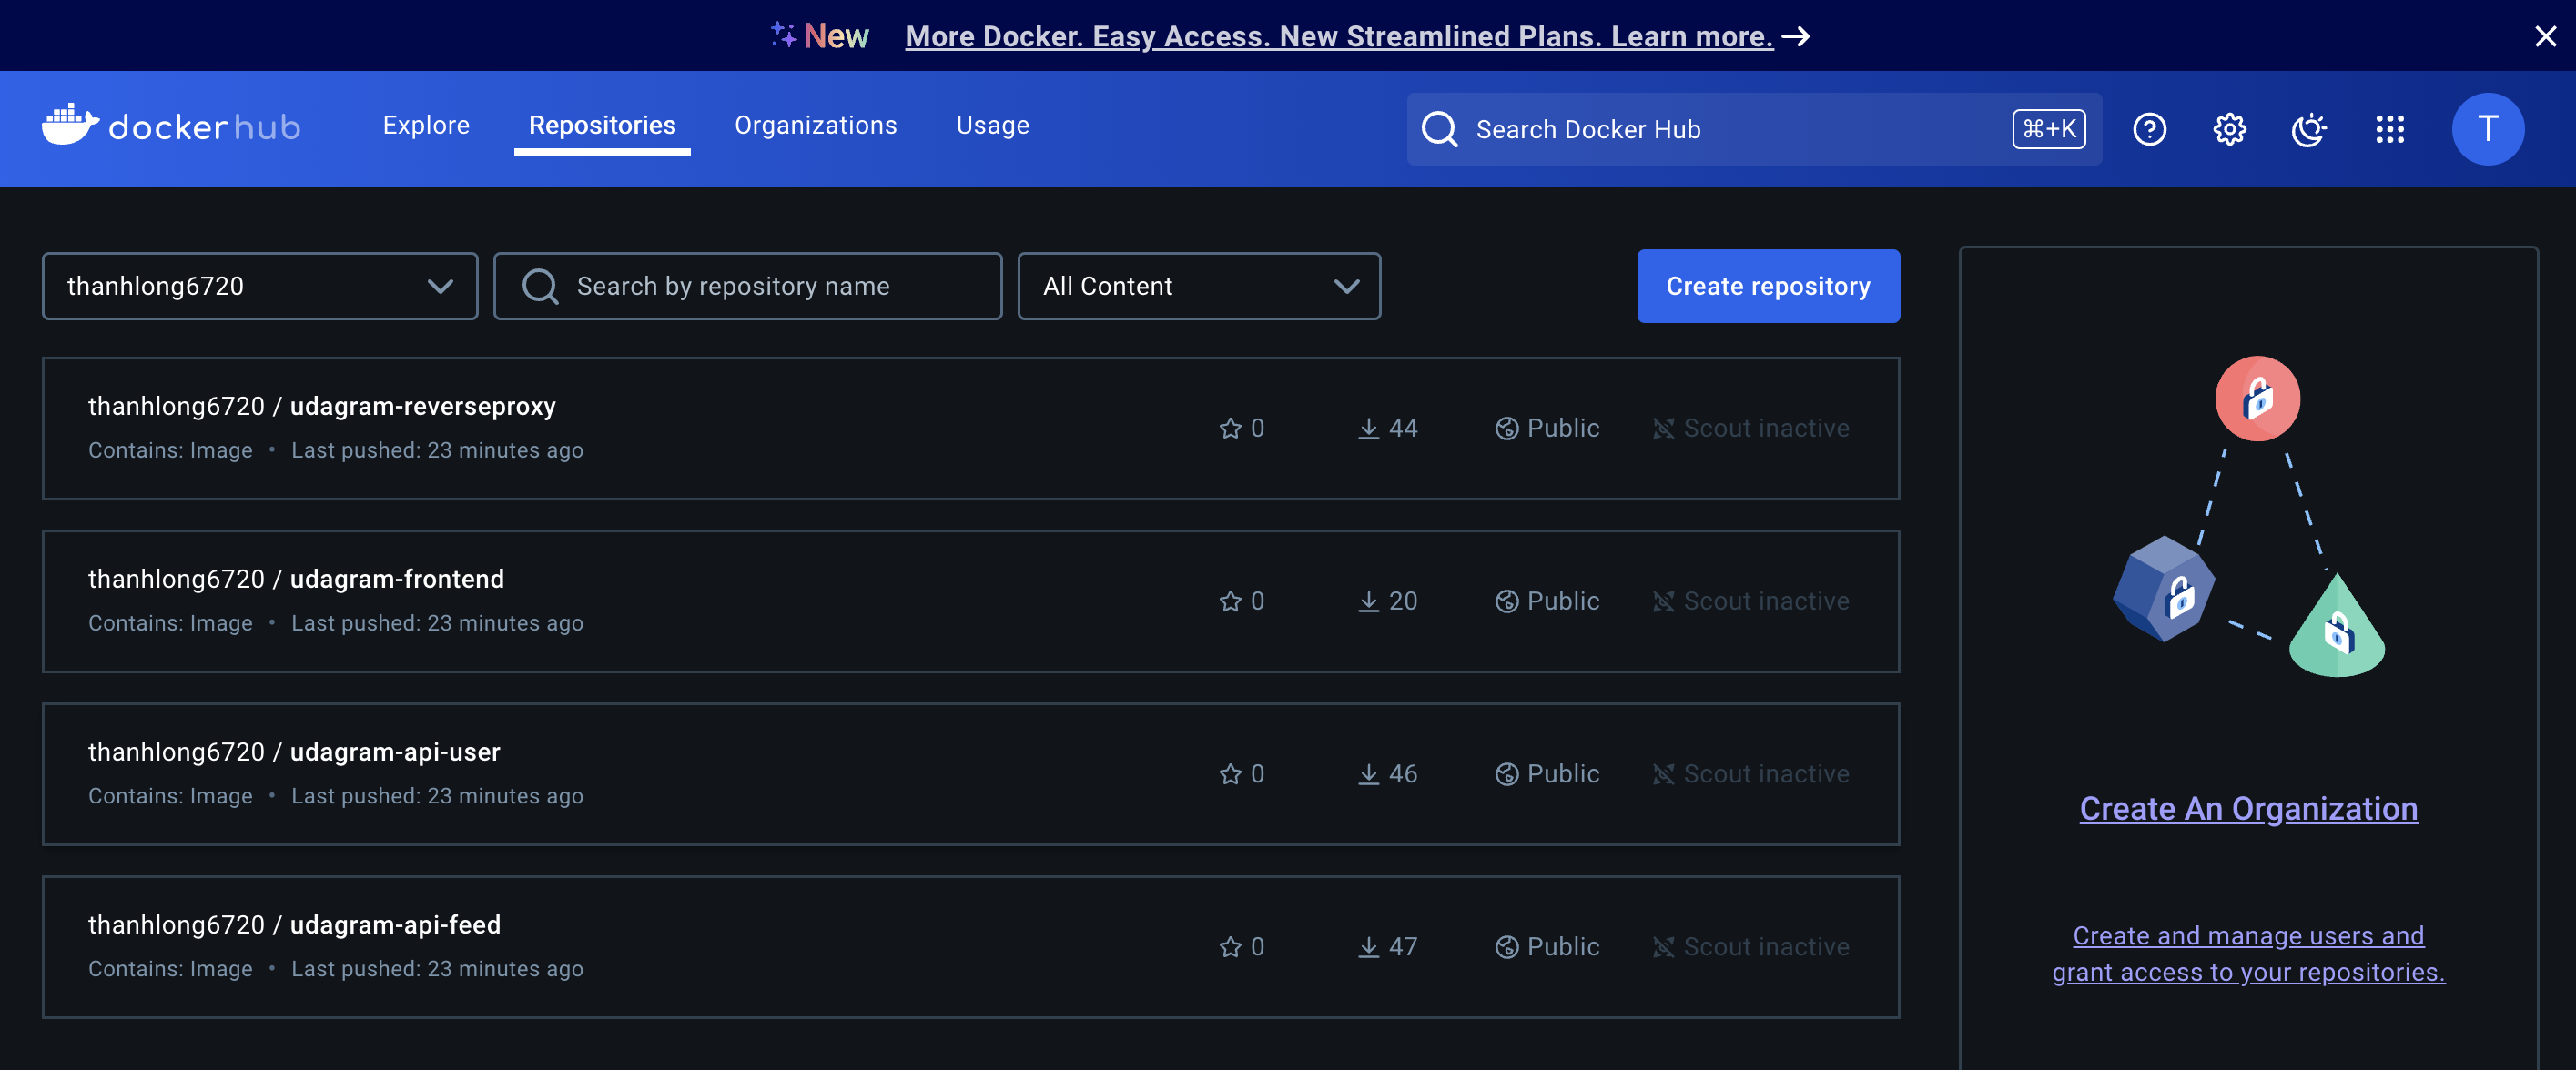 New More Docker. Easy Access. New Streamlined Plans. Learn more.
dockerhub Explore Repositories Organizations Usage Search Docker Hub ⌘+K T
thanhlong6720 Search by repository name All Content Create repository
thanhlong6720 / udagram-reverseproxy
Contains: Image • Last pushed: 23 minutes ago
0 44 Public Scout inactive
thanhlong6720 / udagram-frontend
Contains: Image • Last pushed: 23 minutes ago
0 20 Public Scout inactive
thanhlong6720 / udagram-api-user
Contains: Image • Last pushed: 23 minutes ago
0 46 Public Scout inactive
thanhlong6720 / udagram-api-feed
Contains: Image • Last pushed: 23 minutes ago
0 47 Public Scout inactive
Create An Organization
Create and manage users and
grant access to your repositories.